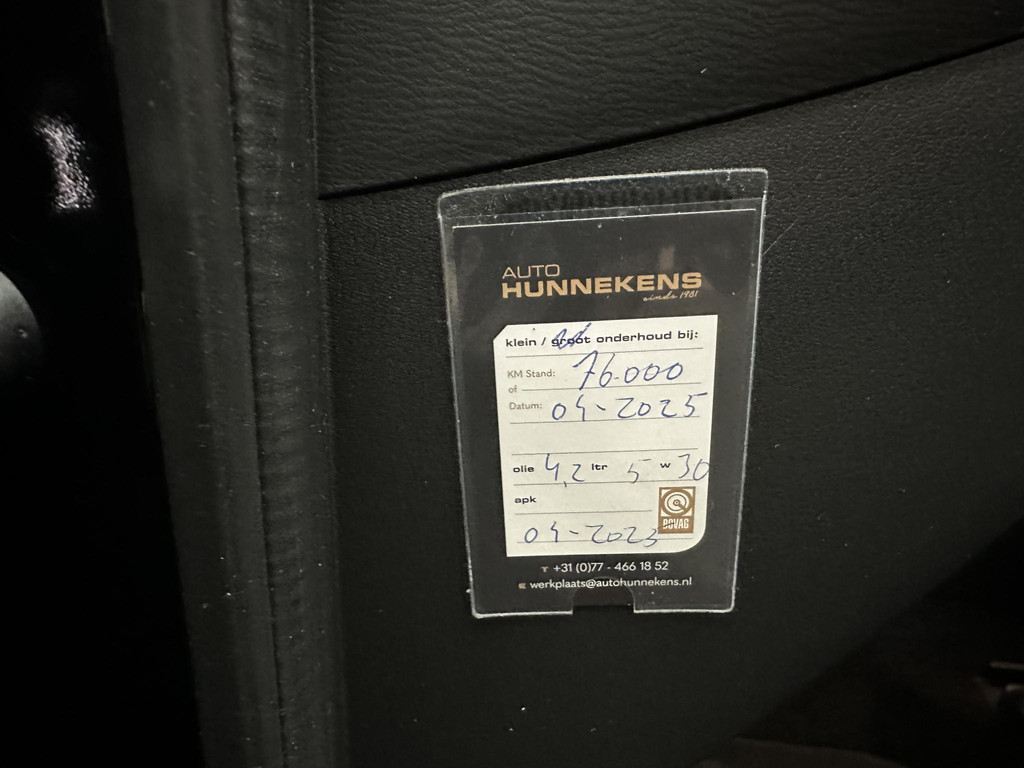 AUTO
HUNNEKENS
sinds 1981
klein / groot onderhoud bij:
KM Stand: 76.000
of
Datum: 04-2025
olie 4,2 ltr 5 w 30
apk
BOVAG
04-2023
T +31 (0)77 - 466 18 52
E werkplaats@autohunnekens.nl